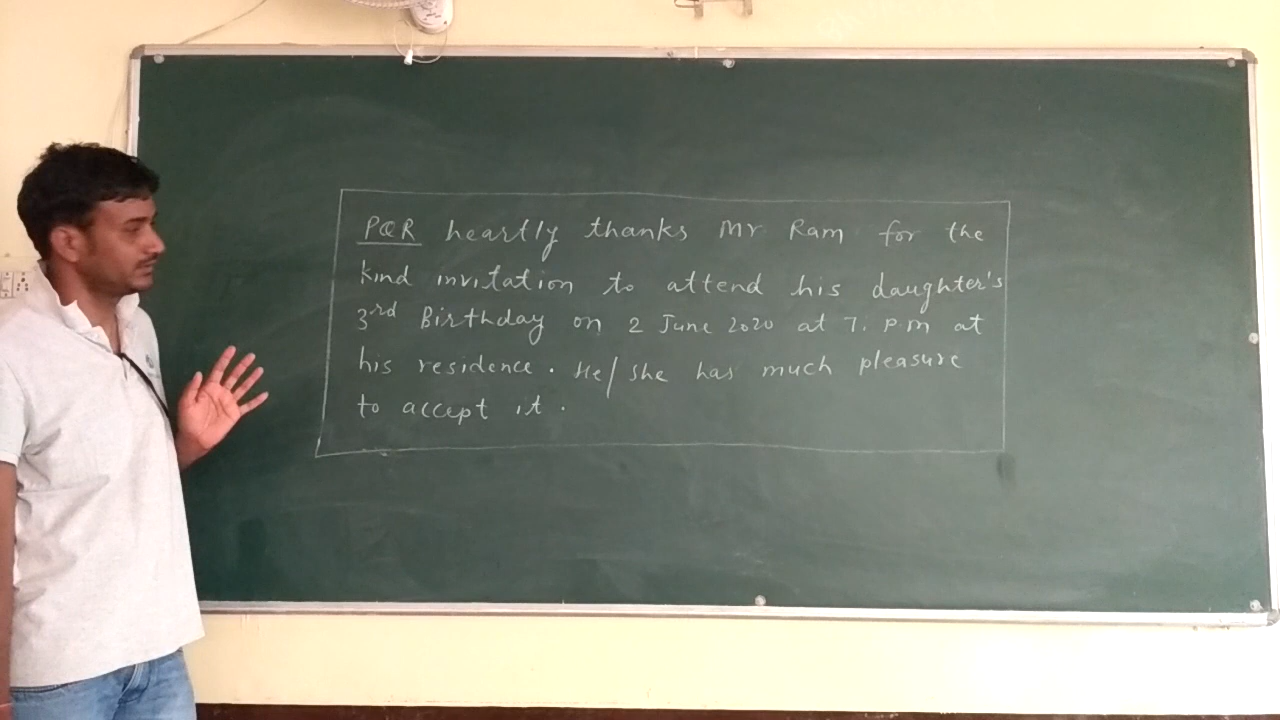 PQR heartly thanks Mr Ram for the
kind invitation to attend his daughter's
3rd Birthday on 2 June 2020 at 7. P.m at
his residence. He/she has much pleasure
to accept it.